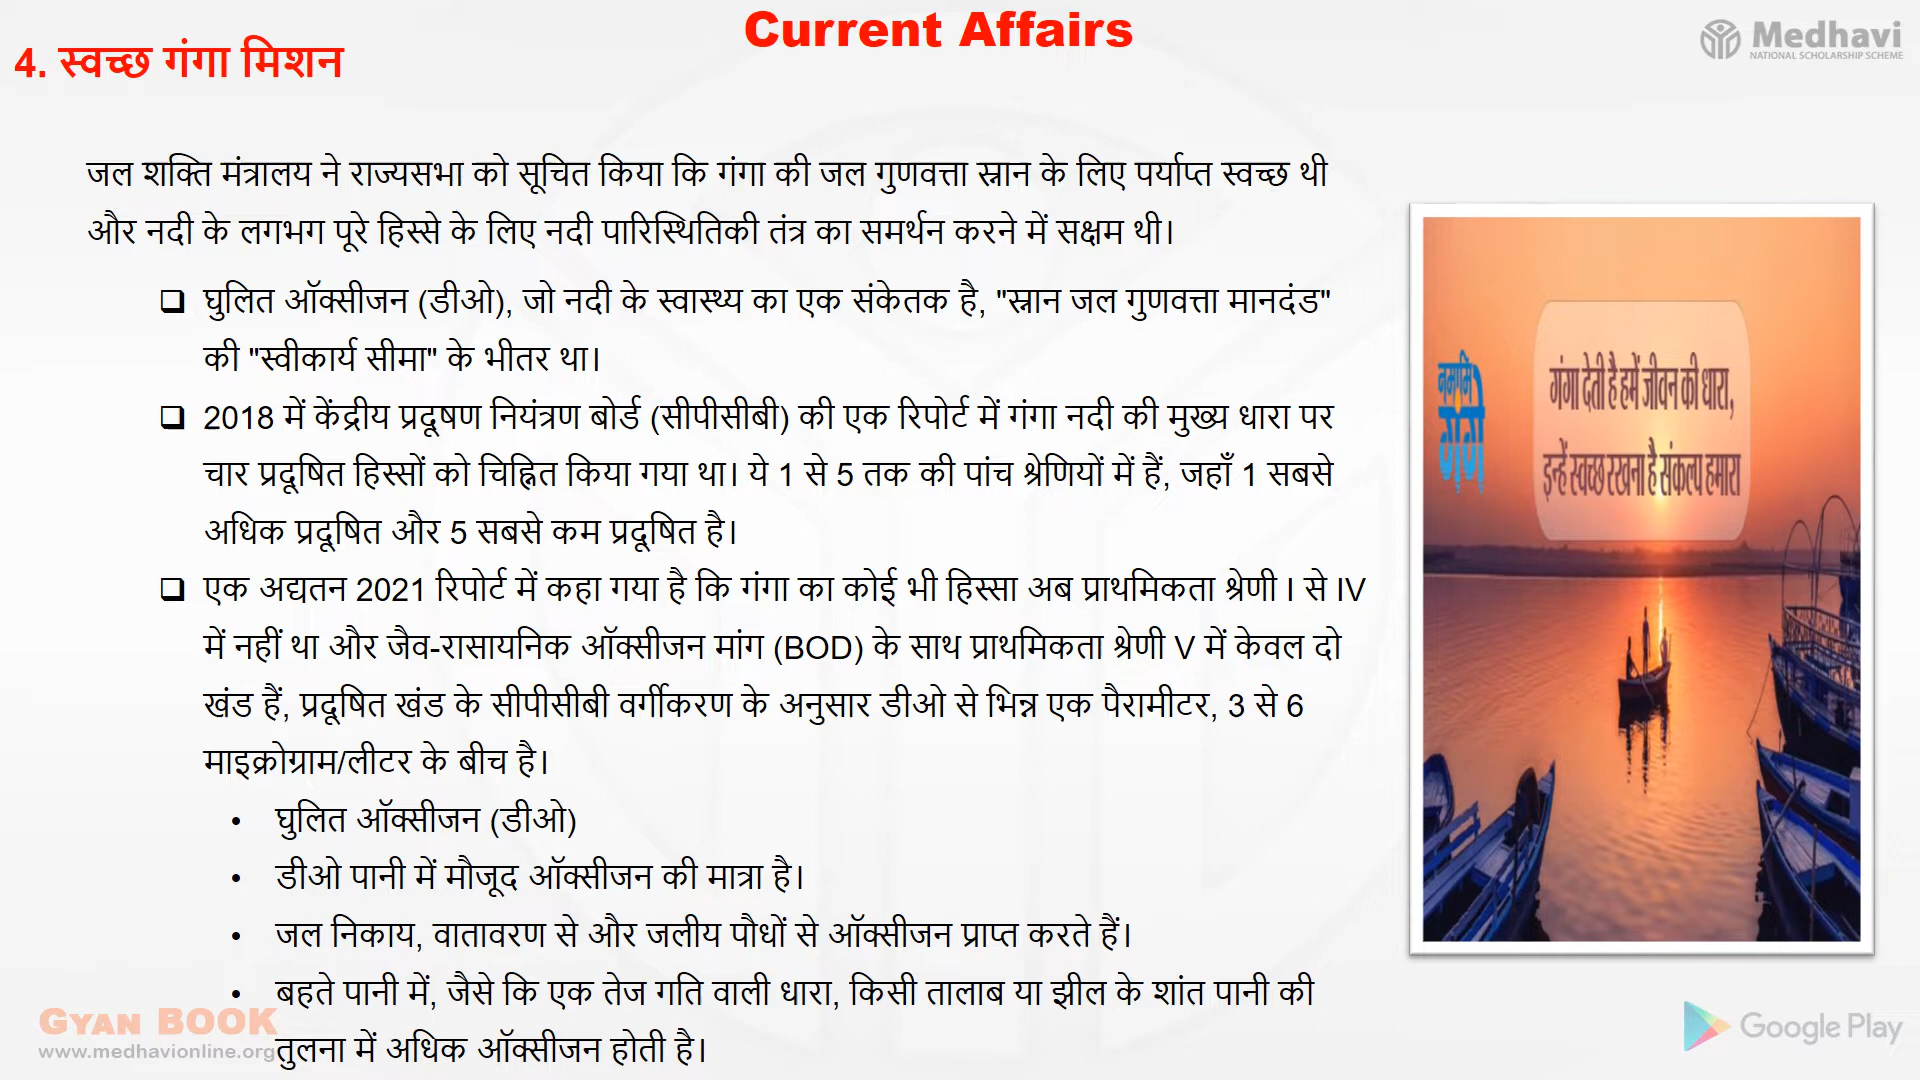 Current Affairs
Medhavi
NATIONAL SCHOLARSHIP SCHEME
4. स्वच्छ गंगा मिशन
जल शक्ति मंत्रालय ने राज्यसभा को सूचित किया कि गंगा की जल गुणवत्ता स्नान के लिए पर्याप्त स्वच्छ थी
और नदी के लगभग पूरे हिस्से के लिए नदी पारिस्थितिकी तंत्र का समर्थन करने में सक्षम थी।
❑ घुलित ऑक्सीजन (डीओ), जो नदी के स्वास्थ्य का एक संकेतक है, "स्नान जल गुणवत्ता मानदंड"
की "स्वीकार्य सीमा" के भीतर था।
❑ 2018 में केंद्रीय प्रदूषण नियंत्रण बोर्ड (सीपीसीबी) की एक रिपोर्ट में गंगा नदी की मुख्य धारा पर
चार प्रदूषित हिस्सों को चिह्नित किया गया था। ये 1 से 5 तक की पांच श्रेणियों में हैं, जहाँ 1 सबसे
अधिक प्रदूषित और 5 सबसे कम प्रदूषित है।
❑ एक अद्यतन 2021 रिपोर्ट में कहा गया है कि गंगा का कोई भी हिस्सा अब प्राथमिकता श्रेणी I से IV
में नहीं था और जैव-रासायनिक ऑक्सीजन मांग (BOD) के साथ प्राथमिकता श्रेणी V में केवल दो
खंड हैं, प्रदूषित खंड के सीपीसीबी वर्गीकरण के अनुसार डीओ से भिन्न एक पैरामीटर, 3 से 6
माइक्रोग्राम/लीटर के बीच है।
• घुलित ऑक्सीजन (डीओ)
• डीओ पानी में मौजूद ऑक्सीजन की मात्रा है।
• जल निकाय, वातावरण से और जलीय पौधों से ऑक्सीजन प्राप्त करते हैं।
• बहते पानी में, जैसे कि एक तेज गति वाली धारा, किसी तालाब या झील के शांत पानी की
तुलना में अधिक ऑक्सीजन होती है।
नमामि
गंगे
गंगा देती है हमें जीवन की धारा,
इन्हें स्वच्छ रखना है संकल्प हमारा
GYAN BOOK
www.medhavionline.org
Google Play